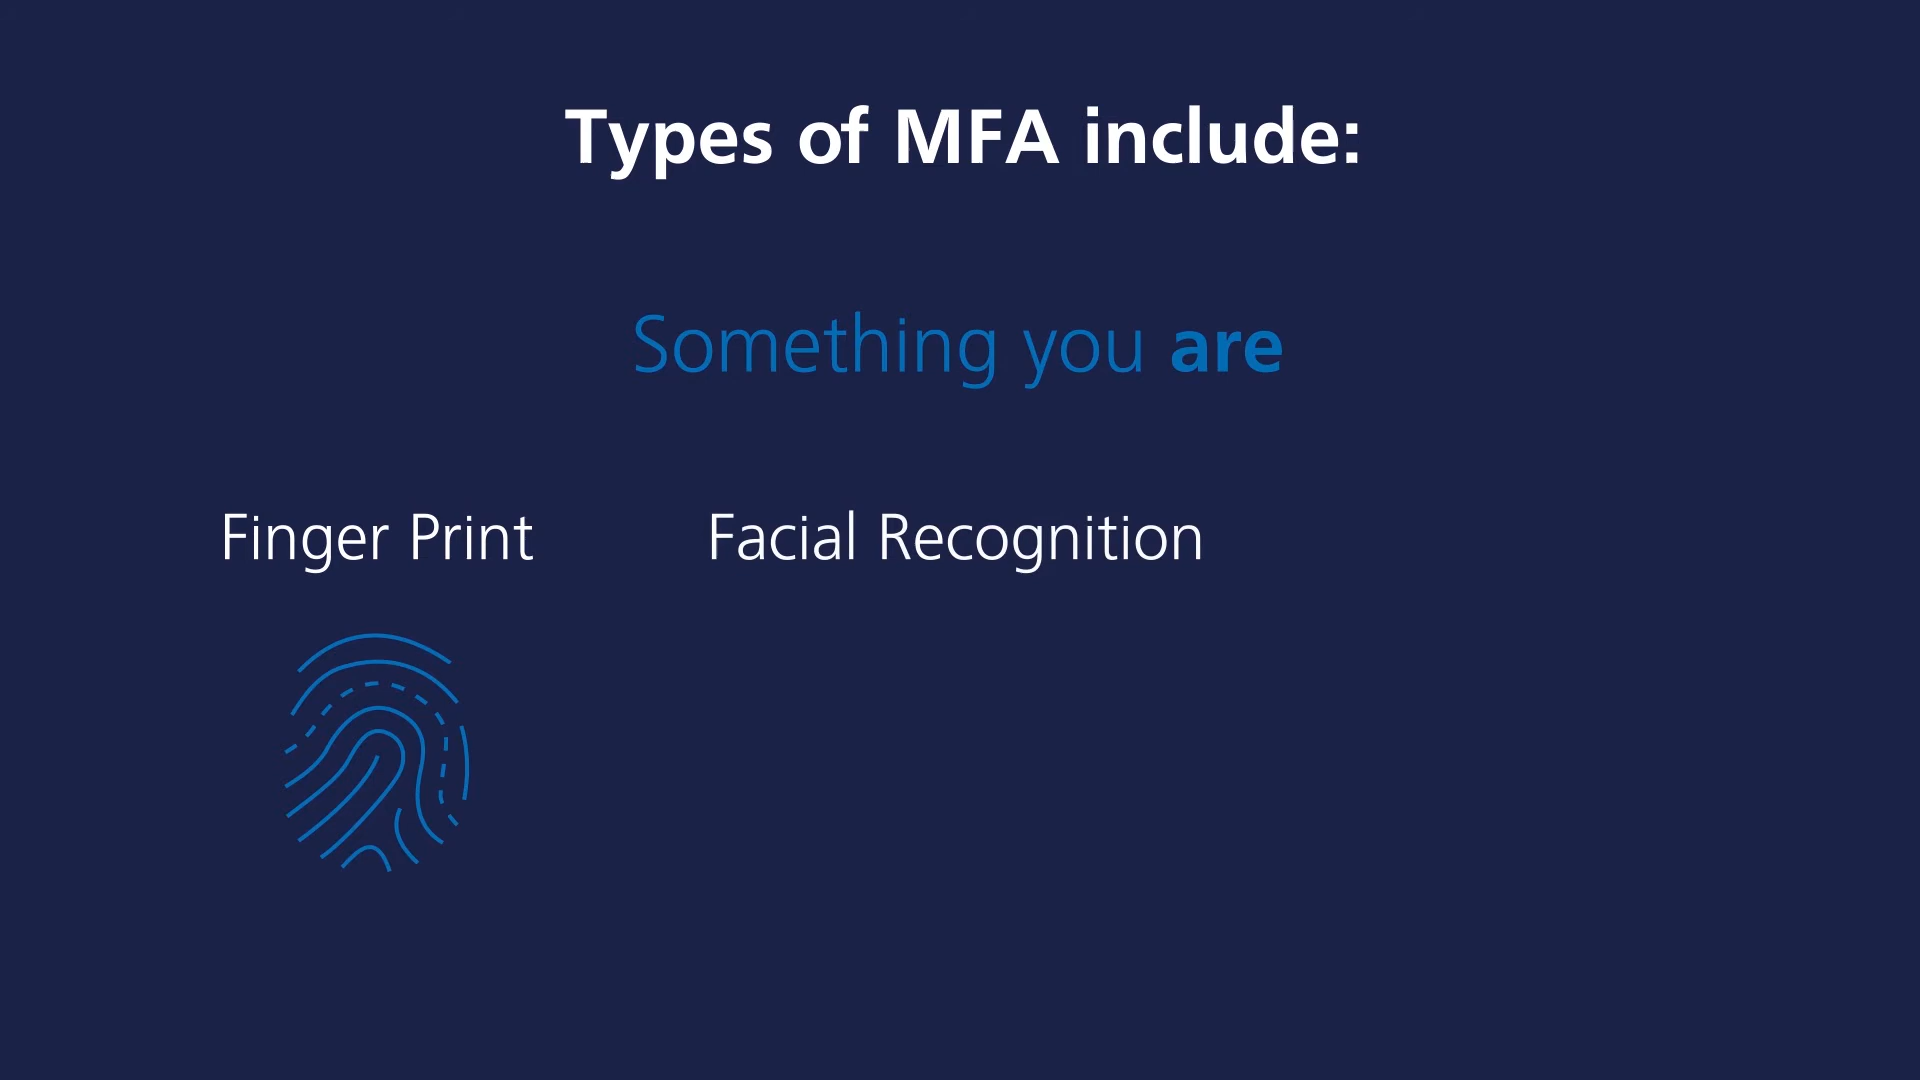 Types of MFA include:
Something you are
Finger Print
Facial Recognition